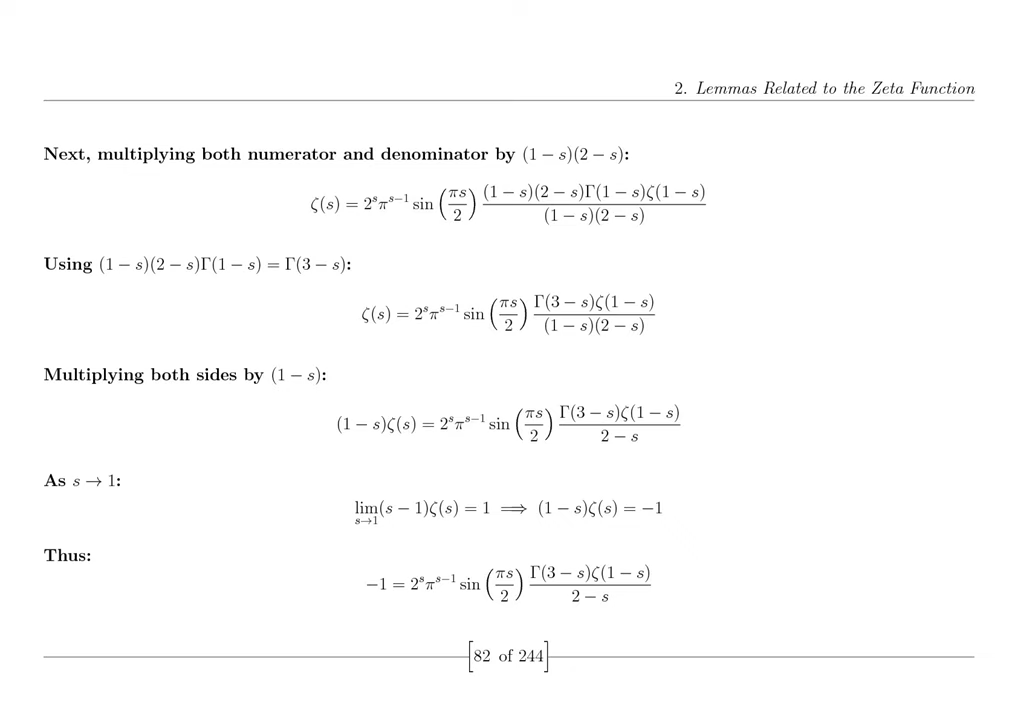 2. Lemmas Related to the Zeta Function
Next, multiplying both numerator and denominator by (1 − s)(2 − s):
ζ(s) = 2^s π^{s−1} sin(πs/2) (1 − s)(2 − s)Γ(1 − s)ζ(1 − s) / (1 − s)(2 − s)
Using (1 − s)(2 − s)Γ(1 − s) = Γ(3 − s):
ζ(s) = 2^s π^{s−1} sin(πs/2) Γ(3 − s)ζ(1 − s) / (1 − s)(2 − s)
Multiplying both sides by (1 − s):
(1 − s)ζ(s) = 2^s π^{s−1} sin(πs/2) Γ(3 − s)ζ(1 − s) / 2 − s
As s → 1:
lim_{s→1}(s − 1)ζ(s) = 1 ⟹ (1 − s)ζ(s) = −1
Thus:
−1 = 2^s π^{s−1} sin(πs/2) Γ(3 − s)ζ(1 − s) / 2 − s
[82 of 244]